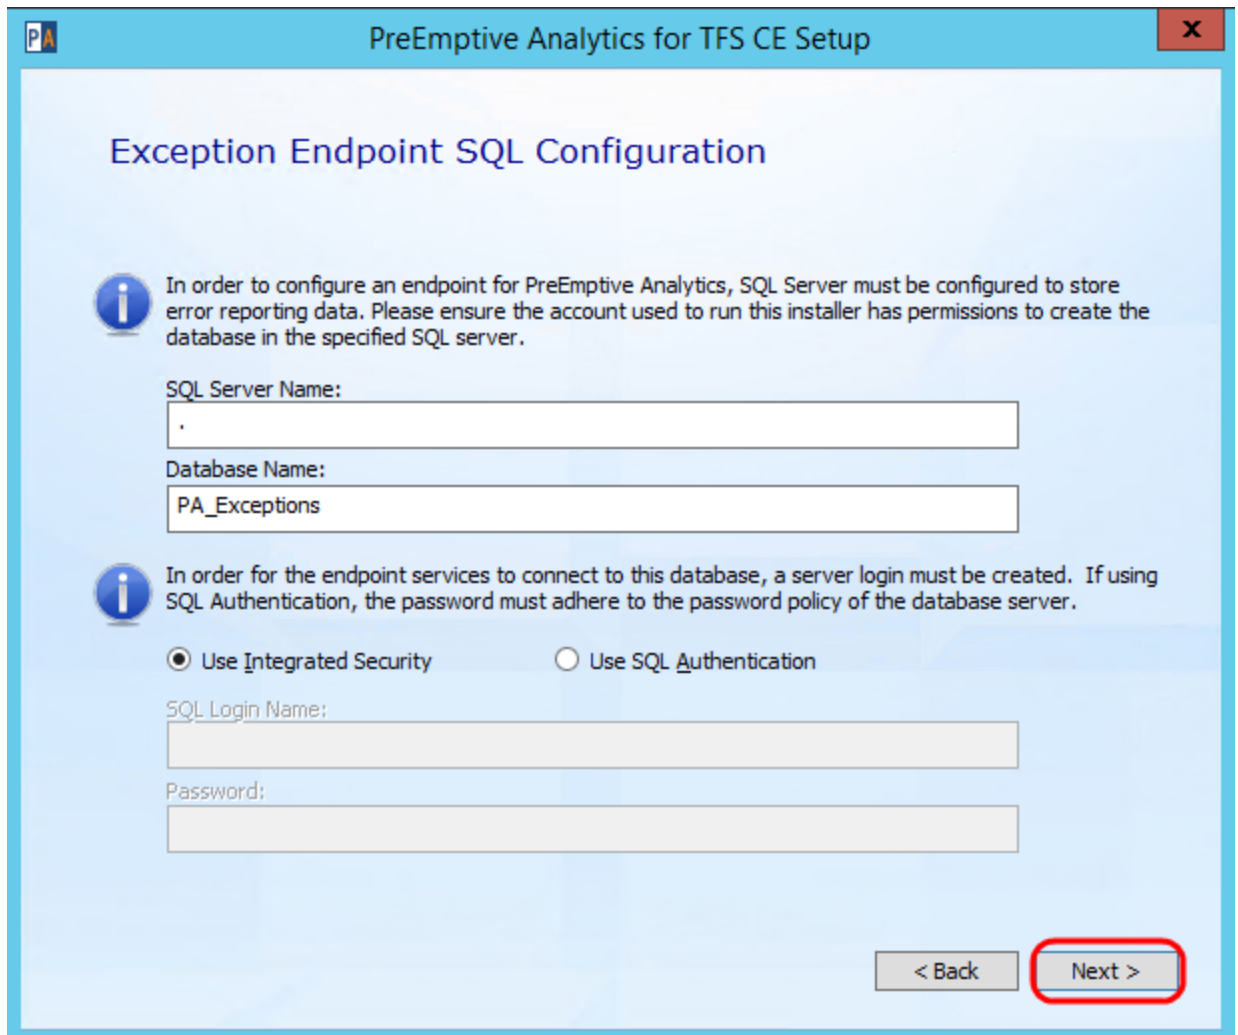 PA
PreEmptive Analytics for TFS CE Setup
x
Exception Endpoint SQL Configuration
In order to configure an endpoint for PreEmptive Analytics, SQL Server must be configured to store
error reporting data. Please ensure the account used to run this installer has permissions to create the
database in the specified SQL server.
SQL Server Name:
.
Database Name:
PA_Exceptions
In order for the endpoint services to connect to this database, a server login must be created.  If using
SQL Authentication, the password must adhere to the password policy of the database server.
Use Integrated Security
Use SQL Authentication
SQL Login Name:
Password:
< Back
Next >